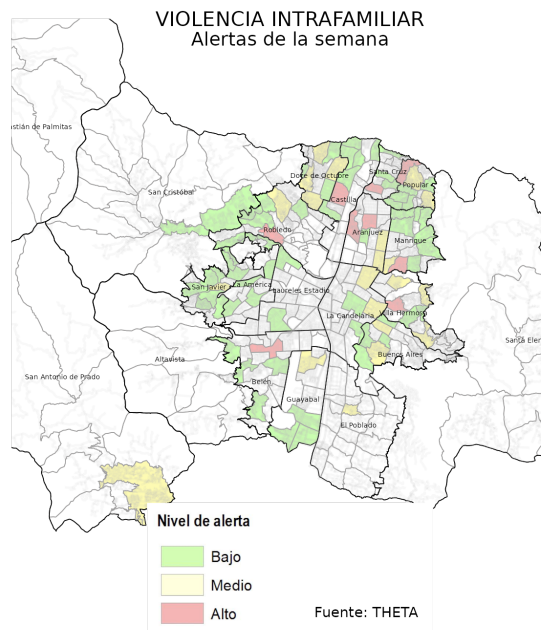 VIOLENCIA INTRAFAMILIAR
Alertas de la semana
astián de Palmitas
San Cristóbal
Doce de Octubre
Santa Cruz
Popular
Castilla
Robledo
Aranjuez
Manrique
San Javier
La América
Laureles Estadio
La Candelaria
Villa Hermosa
Santa Elen
Altavista
Buenos Aires
San Antonio de Prado
Belén
Guayabal
El Poblado
Nivel de alerta
Bajo
Medio
Alto
Fuente: THETA